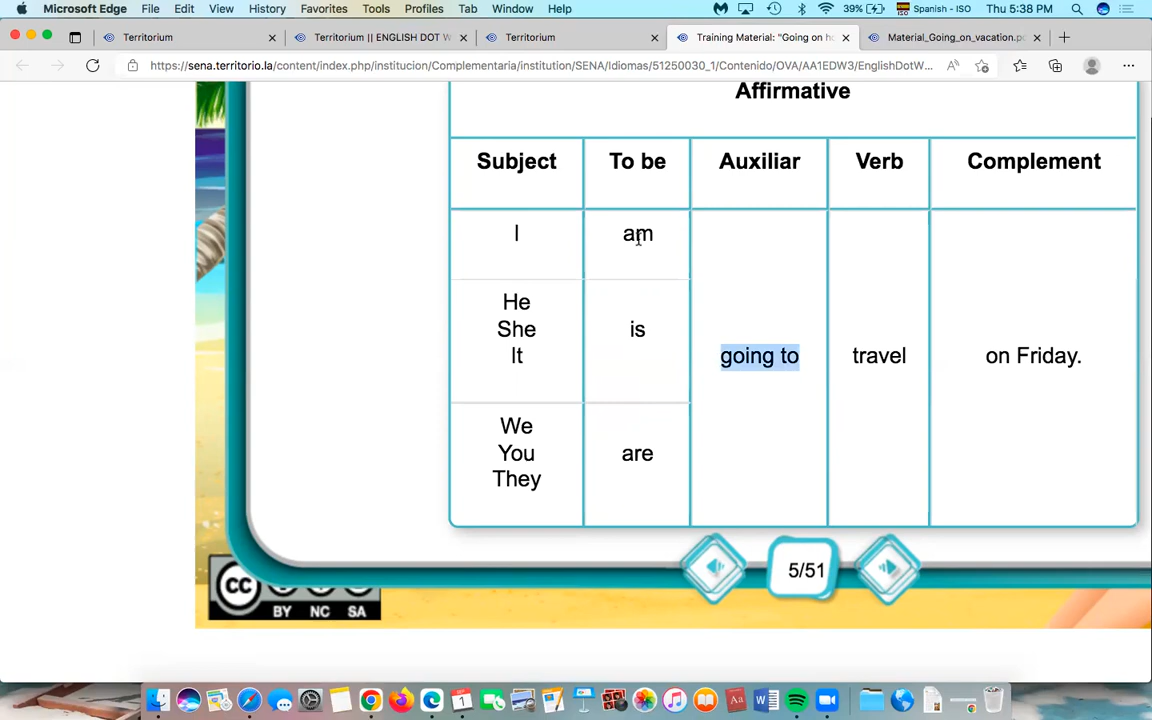 Microsoft Edge File Edit View History Favorites Tools Profiles Tab Window Help 39% Spanish - ISO Thu 5:38 PM
Territorium Territorium || ENGLISH DOT W Territorium Training Material: "Going on ho Material_Going_on_vacation.pd
https://sena.territorio.la/content/index.php/institucion/Complementaria/institution/SENA/Idiomas/51250030_1/Contenido/OVA/AA1EDW3/EnglishDotW...
Affirmative
Subject To be Auxiliar Verb Complement
I am
He
She is
It going to travel on Friday.
We
You are
They
5/51
CC
BY NC SA